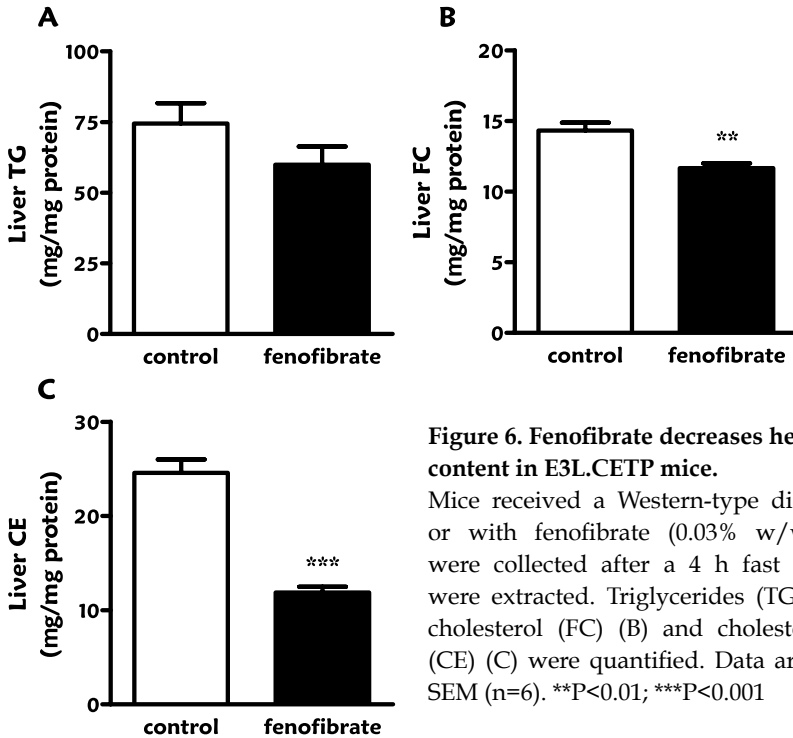 A
100
75
50
25
0
Liver TG
(mg/mg protein)
control
fenofibrate
B
20
15
10
5
0
Liver FC
(mg/mg protein)
**
control
fenofibrate
C
30
20
10
0
Liver CE
(mg/mg protein)
***
control
fenofibrate
Figure 6. Fenofibrate decreases he
content in E3L.CETP mice.
Mice received a Western-type di
or with fenofibrate (0.03% w/
were collected after a 4 h fast
were extracted. Triglycerides (TG
cholesterol (FC) (B) and cholest
(CE) (C) were quantified. Data ar
SEM (n=6). **P<0.01; ***P<0.001